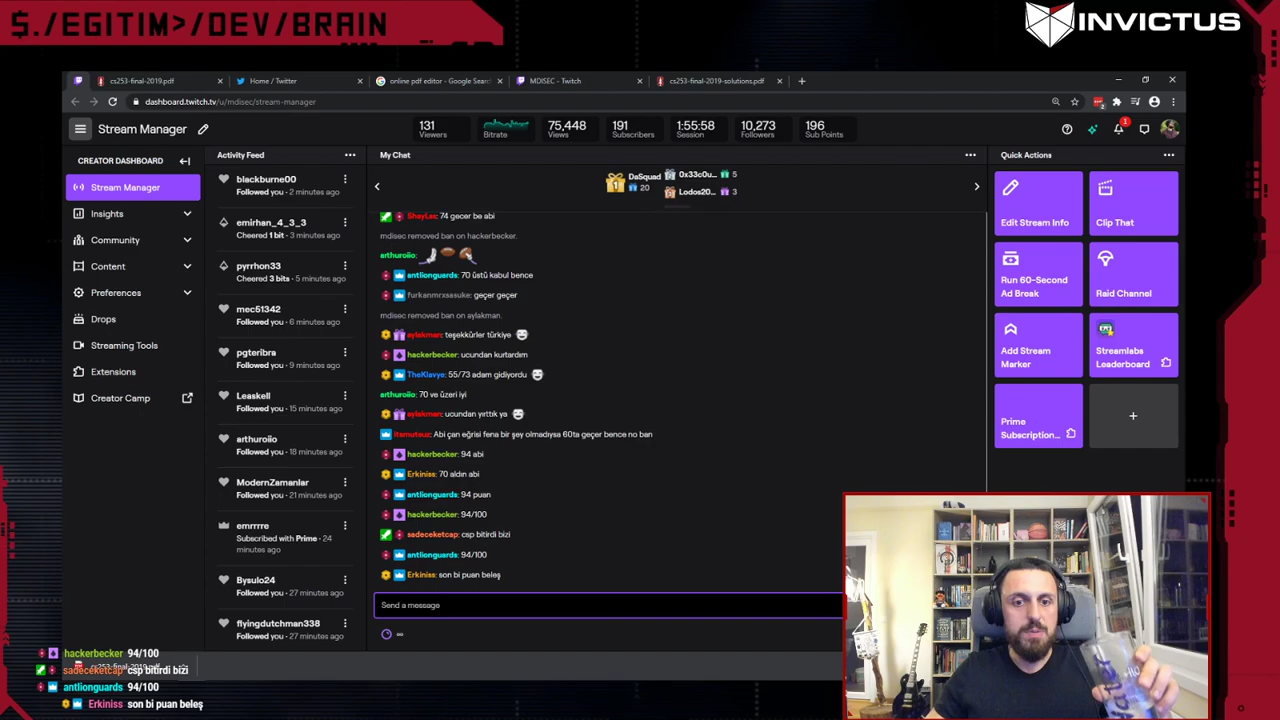 $./EGITIM>/DEV/BRAIN
INVICTUS
cs253-final-2019.pdf
Home / Twitter
online pdf editor - Google Searc
MDISEC - Twitch
cs253-final-2019-solutions.pdf
dashboard.twitch.tv/u/mdisec/stream-manager
Stream Manager
131
Viewers
Bitrate
75,448
Views
191
Subscribers
1:55:58
Session
10,273
Followers
196
Sub Points
1
CREATOR DASHBOARD
Stream Manager
Insights
Community
Content
Preferences
Drops
Streaming Tools
Extensions
Creator Camp
Activity Feed
blackburne00
Followed you · 2 minutes ago
emirhan_4_3_3
Cheered 1 bit · 3 minutes ago
pyrrhon33
Cheered 3 bits · 5 minutes ago
mec51342
Followed you · 6 minutes ago
pgteribra
Followed you · 9 minutes ago
Leaskell
Followed you · 15 minutes ago
arthuroiio
Followed you · 18 minutes ago
ModernZamanlar
Followed you · 21 minutes ago
emrrrre
Subscribed with Prime · 24
minutes ago
Bysulo24
Followed you · 27 minutes ago
flyingdutchman338
Followed you · 27 minutes ago
My Chat
1
DaSquad
20
0x33c0u... 5
Lodos20... 3
ShayLas: 74 gecer be abi
mdisec removed ban on hackerbecker.
arthuroiio:
antlionguards: 70 üstü kabul bence
furkanmrxsasuke: geçer geçer
mdisec removed ban on aylakman.
aylakman: teşekkürler türkiye
hackerbecker: ucundan kurtardım
TheKlavye: 55/73 adam gidiyordu
arthuroiio: 70 ve üzeri iyi
aylakman: ucundan yırttık ya
itsmuteuz: Abi çan eğrisi fena bir şey olmadıysa 60ta geçer bence no ban
hackerbecker: 94 abi
Erkiniss: 70 aldın abi
antlionguards: 94 puan
hackerbecker: 94/100
sadeceketcap: csp bitirdi bizi
antlionguards: 94/100
Erkiniss: son bi puan beleş
Send a message
Quick Actions
Edit Stream Info
Clip That
Run 60-Second
Ad Break
Raid Channel
Add Stream
Marker
Streamlabs
Leaderboard
Prime
Subscription...
hackerbecker 94/100
sadeceketcap csp bitirdi bizi
antlionguards 94/100
Erkiniss son bi puan beleş